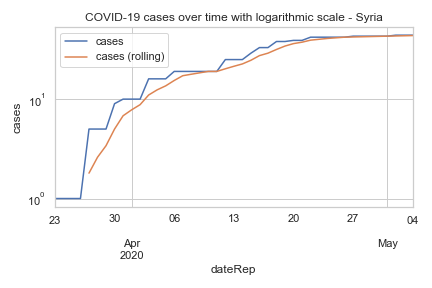 COVID-19 cases over time with logarithmic scale - Syria
cases
cases (rolling)
cases
10¹
10⁰
23 30 06 13 20 27 04
Apr May
2020
dateRep